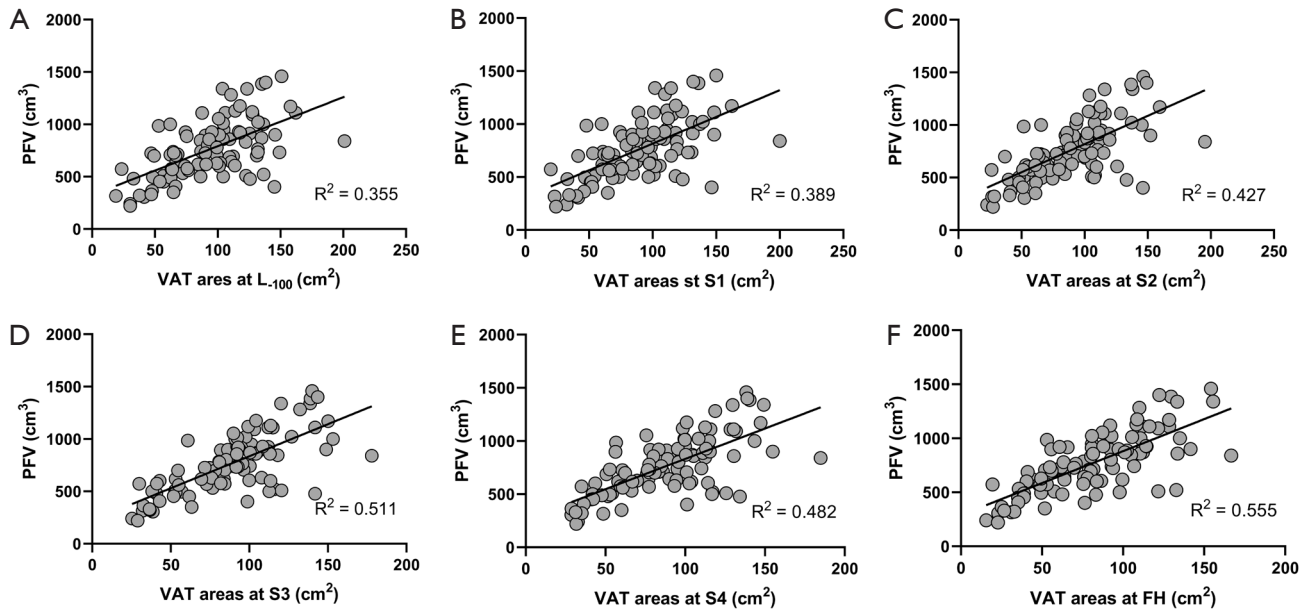 A
2000
1500
1000
500
0
PFV (cm³)
R² = 0.355
0 50 100 150 200 250
VAT ares at L₋₁₀₀ (cm²)
B
2000
1500
1000
500
0
PFV (cm³)
R² = 0.389
0 50 100 150 200 250
VAT areas st S1 (cm²)
C
2000
1500
1000
500
0
PFV (cm³)
R² = 0.427
0 50 100 150 200 250
VAT areas at S2 (cm²)
D
2000
1500
1000
500
0
PFV (cm³)
R² = 0.511
0 50 100 150 200
VAT areas at S3 (cm²)
E
2000
1500
1000
500
0
PFV (cm³)
R² = 0.482
0 50 100 150 200
VAT areas at S4 (cm²)
F
2000
1500
1000
500
0
PFV (cm³)
R² = 0.555
0 50 100 150 200
VAT areas at FH (cm²)